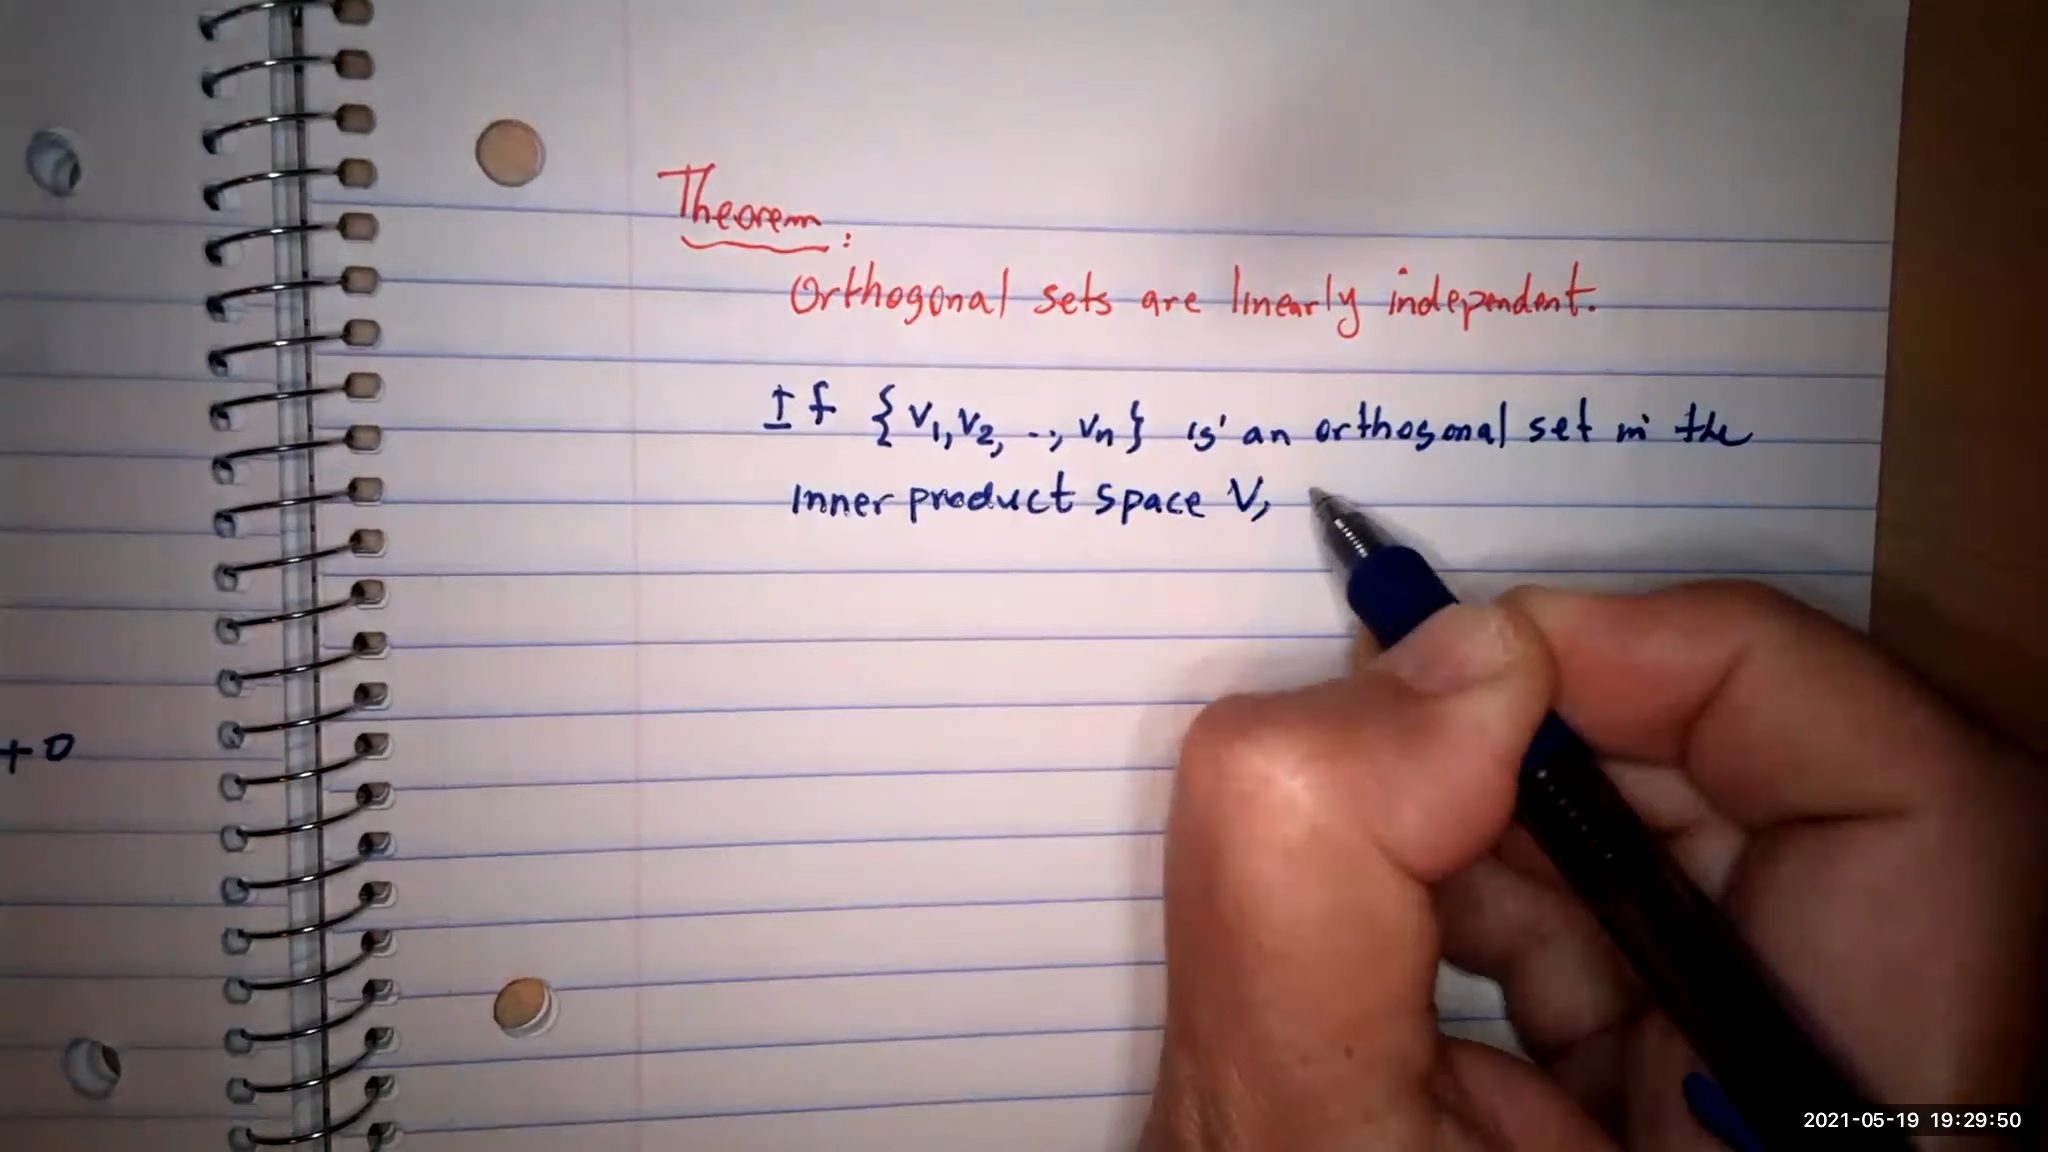 Theorem:
Orthogonal sets are linearly independent.
If {v1, v2, .., vn} is an orthogonal set in the
inner product space V,
+0
2021-05-19 19:29:50